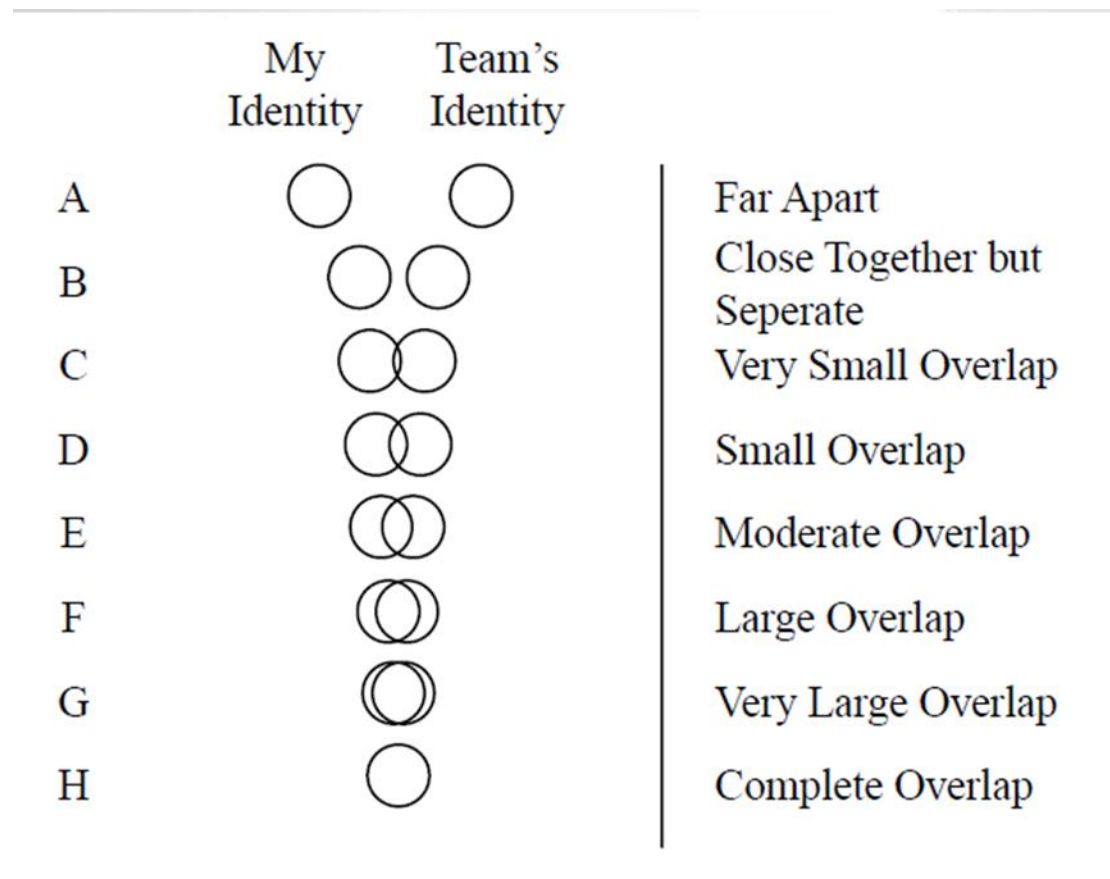 My Team's
Identity Identity
A Far Apart
B Close Together but
Seperate
C Very Small Overlap
D Small Overlap
E Moderate Overlap
F Large Overlap
G Very Large Overlap
H Complete Overlap